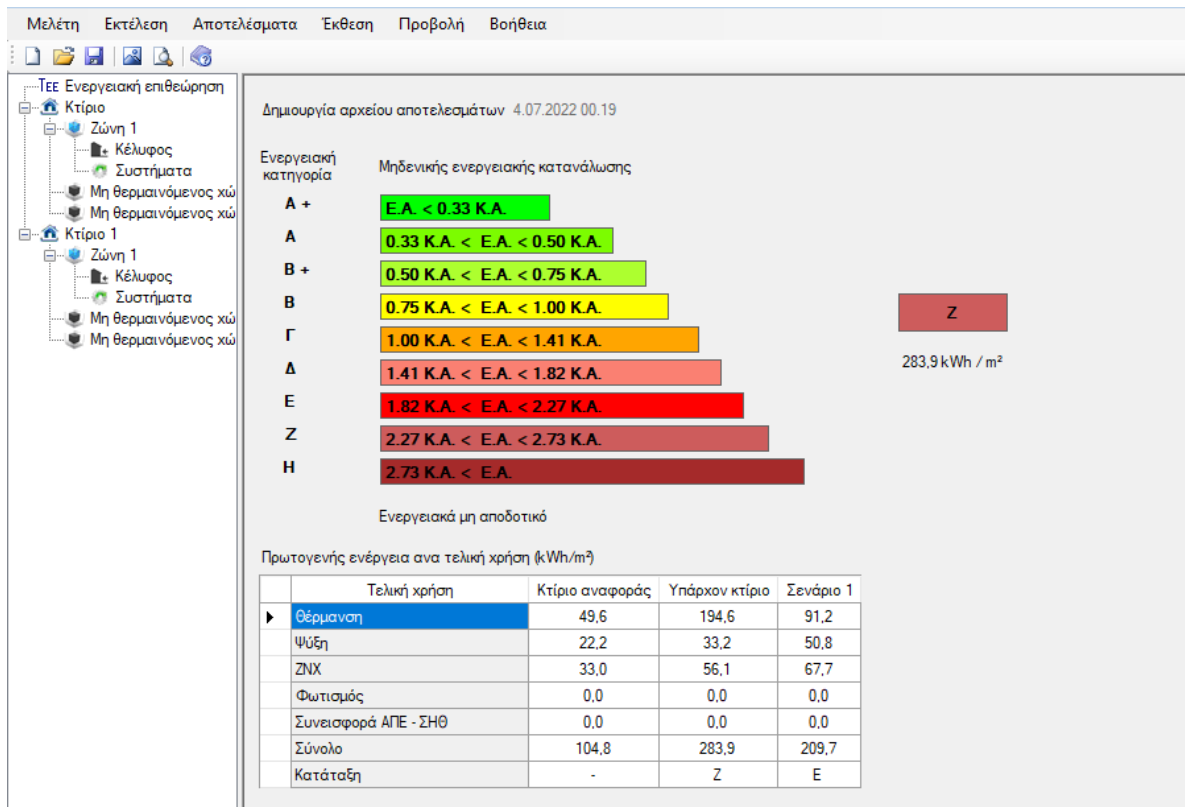 Μελέτη Εκτέλεση Αποτελέσματα Έκθεση Προβολή Βοήθεια
ΤΕΕ Ενεργειακή επιθεώρηση
Κτίριο
Ζώνη 1
Κέλυφος
Συστήματα
Μη θερμαινόμενος χώ
Μη θερμαινόμενος χώ
Κτίριο 1
Ζώνη 1
Κέλυφος
Συστήματα
Μη θερμαινόμενος χώ
Μη θερμαινόμενος χώ
Δημιουργία αρχείου αποτελεσμάτων 4.07.2022 00.19
Ενεργειακή κατηγορία
Μηδενικής ενεργειακής κατανάλωσης
Α + Ε.Α. < 0.33 Κ.Α.
Α 0.33 Κ.Α. < Ε.Α. < 0.50 Κ.Α.
Β + 0.50 Κ.Α. < Ε.Α. < 0.75 Κ.Α.
Β 0.75 Κ.Α. < Ε.Α. < 1.00 Κ.Α.
Γ 1.00 Κ.Α. < Ε.Α. < 1.41 Κ.Α.
Δ 1.41 Κ.Α. < Ε.Α. < 1.82 Κ.Α.
Ε 1.82 Κ.Α. < Ε.Α. < 2.27 Κ.Α.
Ζ 2.27 Κ.Α. < Ε.Α. < 2.73 Κ.Α.
Η 2.73 Κ.Α. < Ε.Α.
Ζ
283,9 kWh / m²
Ενεργειακά μη αποδοτικό
Πρωτογενής ενέργεια ανα τελική χρήση (kWh/m²)
Τελική χρήση Κτίριο αναφοράς Υπάρχον κτίριο Σενάριο 1
Θέρμανση 49,6 194,6 91,2
Ψύξη 22,2 33,2 50,8
ΖΝΧ 33,0 56,1 67,7
Φωτισμός 0,0 0,0 0,0
Συνεισφορά ΑΠΕ - ΣΗΘ 0,0 0,0 0,0
Σύνολο 104,8 283,9 209,7
Κατάταξη - Ζ Ε